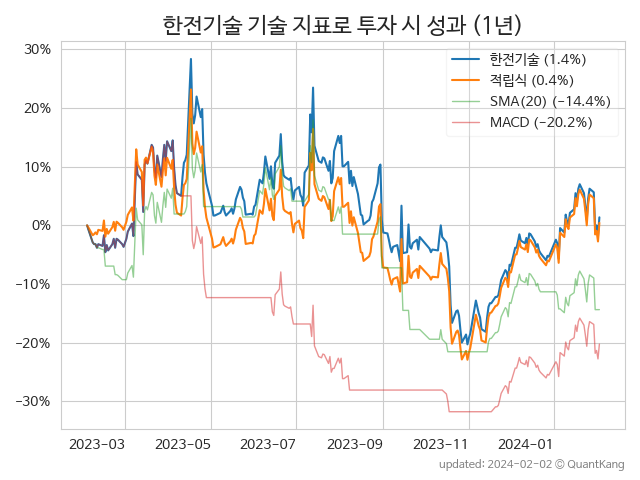 한전기술 기술 지표로 투자 시 성과 (1년)
30%
20%
10%
0%
−10%
−20%
−30%
한전기술 (1.4%)
적립식 (0.4%)
SMA(20) (−14.4%)
MACD (−20.2%)
2023-03
2023-05
2023-07
2023-09
2023-11
2024-01
updated: 2024-02-02 © QuantKang